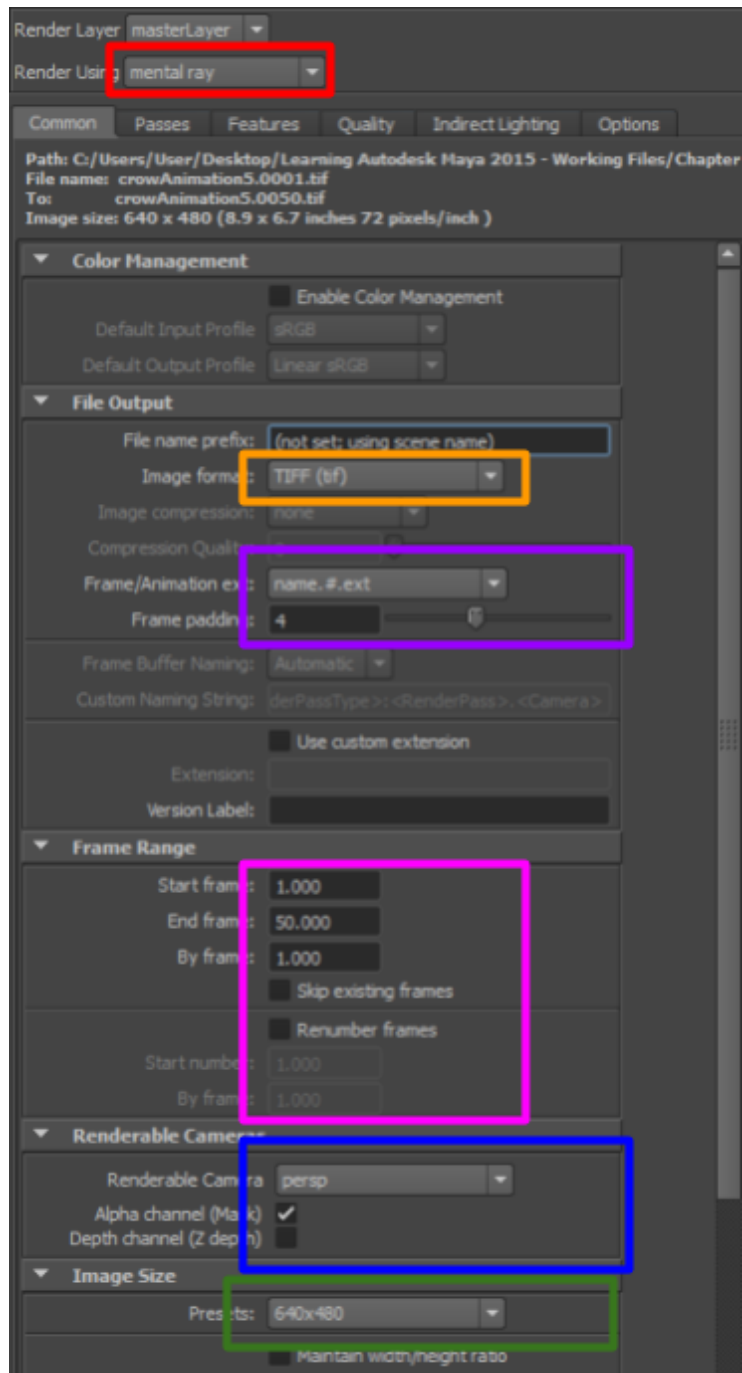 Render Layer masterLayer
Render Using mental ray
Common Passes Features Quality Indirect Lighting Options
Path: C:/Users/User/Desktop/Learning Autodesk Maya 2015 - Working Files/Chapter
File name: crowAnimation5.0001.tif
To: crowAnimation5.0050.tif
Image size: 640 x 480 (8.9 x 6.7 inches 72 pixels/inch )
Color Management
Enable Color Management
Default Input Profile sRGB
Default Output Profile Linear sRGB
File Output
File name prefix: (not set; using scene name)
Image format: TIFF (tif)
Image compression: none
Compression Quality:
Frame/Animation ext: name.#.ext
Frame padding: 4
Frame Buffer Naming: Automatic
Custom Naming String: derPassType>:<RenderPass>.<Camera>
Use custom extension
Extension:
Version Label:
Frame Range
Start frame: 1.000
End frame: 50.000
By frame: 1.000
Skip existing frames
Renumber frames
Start number: 1.000
By frame: 1.000
Renderable Cameras
Renderable Camera persp
Alpha channel (Mask)
Depth channel (Z depth)
Image Size
Presets: 640x480
Maintain width/height ratio